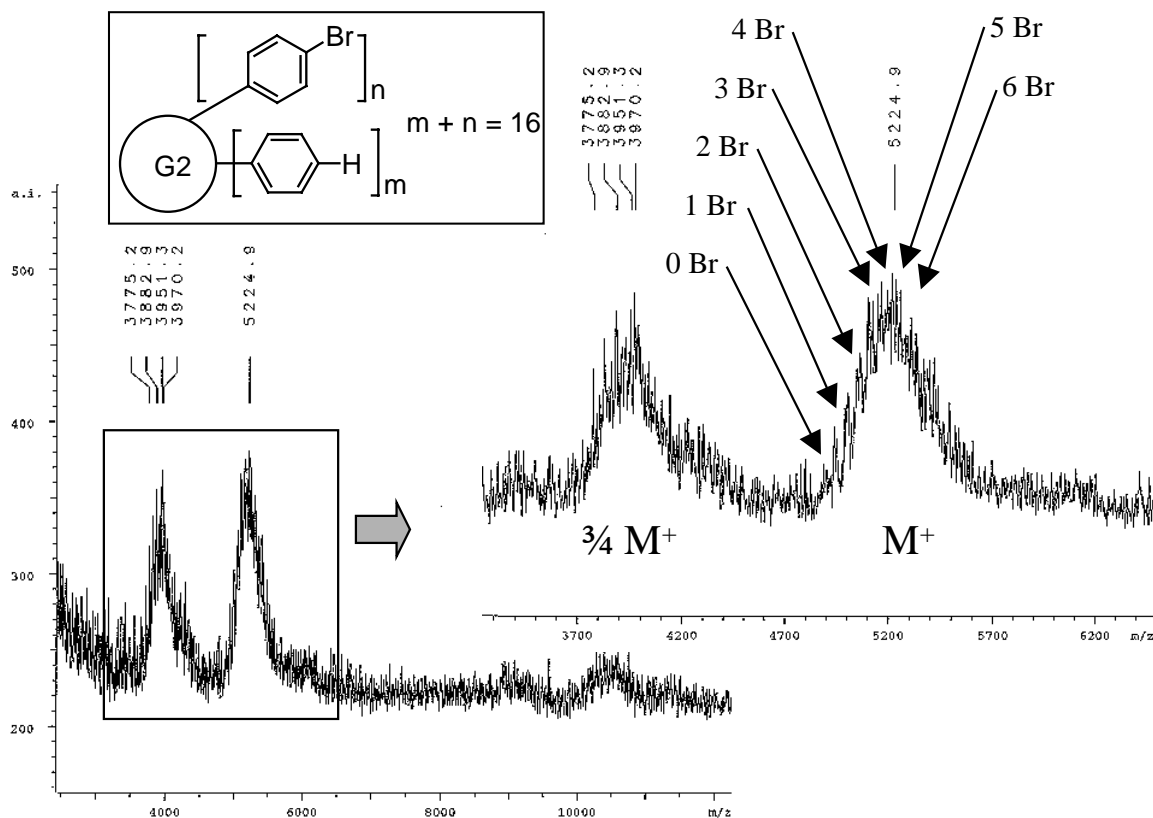 Br
n
m + n = 16
G2
H
m
4 Br
5 Br
3 Br
6 Br
2 Br
1 Br
0 Br
3775.2
3882.9
3951.3
3970.2
5224.9
a.i.
3775.2
3882.9
3951.3
3970.2
5224.9
500
400
300
200
¾ M+
M+
3700 4200 4700 5200 5700 6200 m/z
4000 6000 8000 10000 m/z